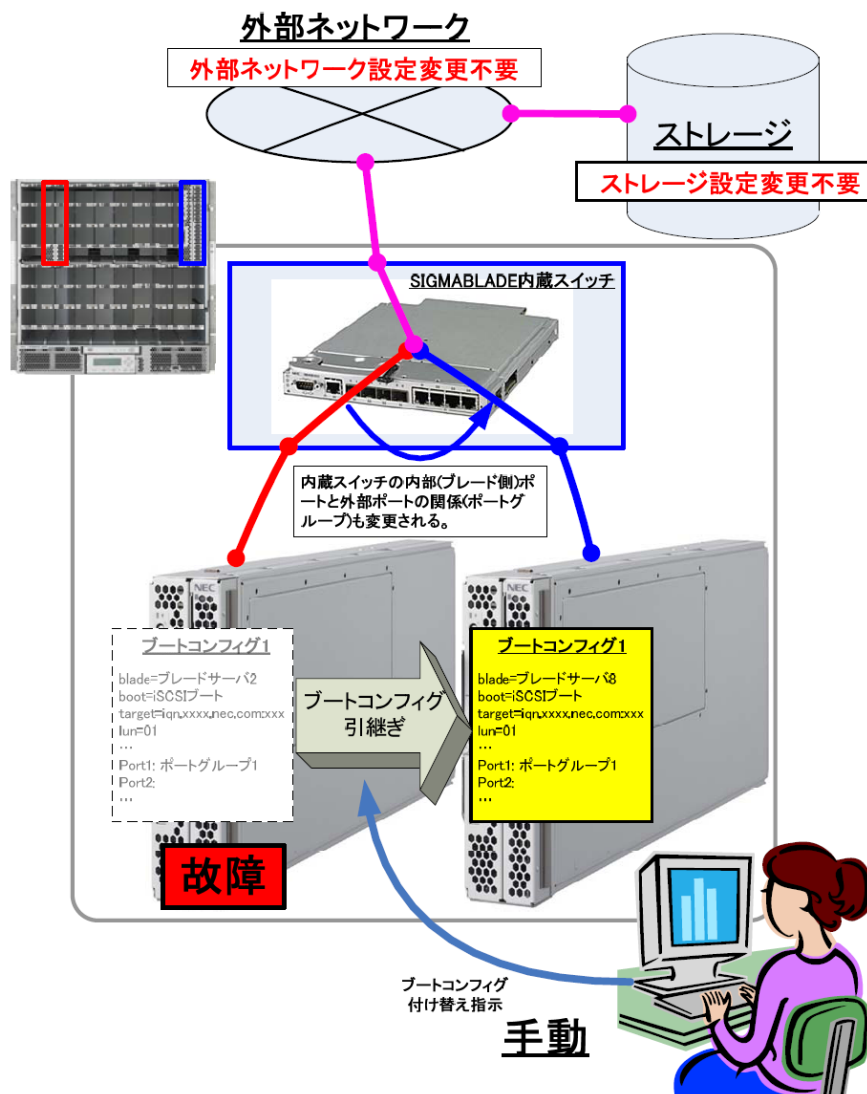 外部ネットワーク
外部ネットワーク設定変更不要
ストレージ
ストレージ設定変更不要
SIGMABLADE内蔵スイッチ
内蔵スイッチの内部(ブレード側)ポ
ートと外部ポートの関係(ポートグ
ループ)も変更される。
NEC
NEC
ブートコンフィグ1
blade=ブレードサーバ2
boot=iSCSIブート
target=iqn.xxxx.nec.com:xxx
lun=01
…
Port1: ポートグループ1
Port2:
…
ブートコンフィグ
引継ぎ
ブートコンフィグ1
blade=ブレードサーバ8
boot=iSCSIブート
target=iqn.xxxx.nec.com:xxx
lun=01
…
Port1: ポートグループ1
Port2:
…
故障
ブートコンフィグ
付け替え指示
手動